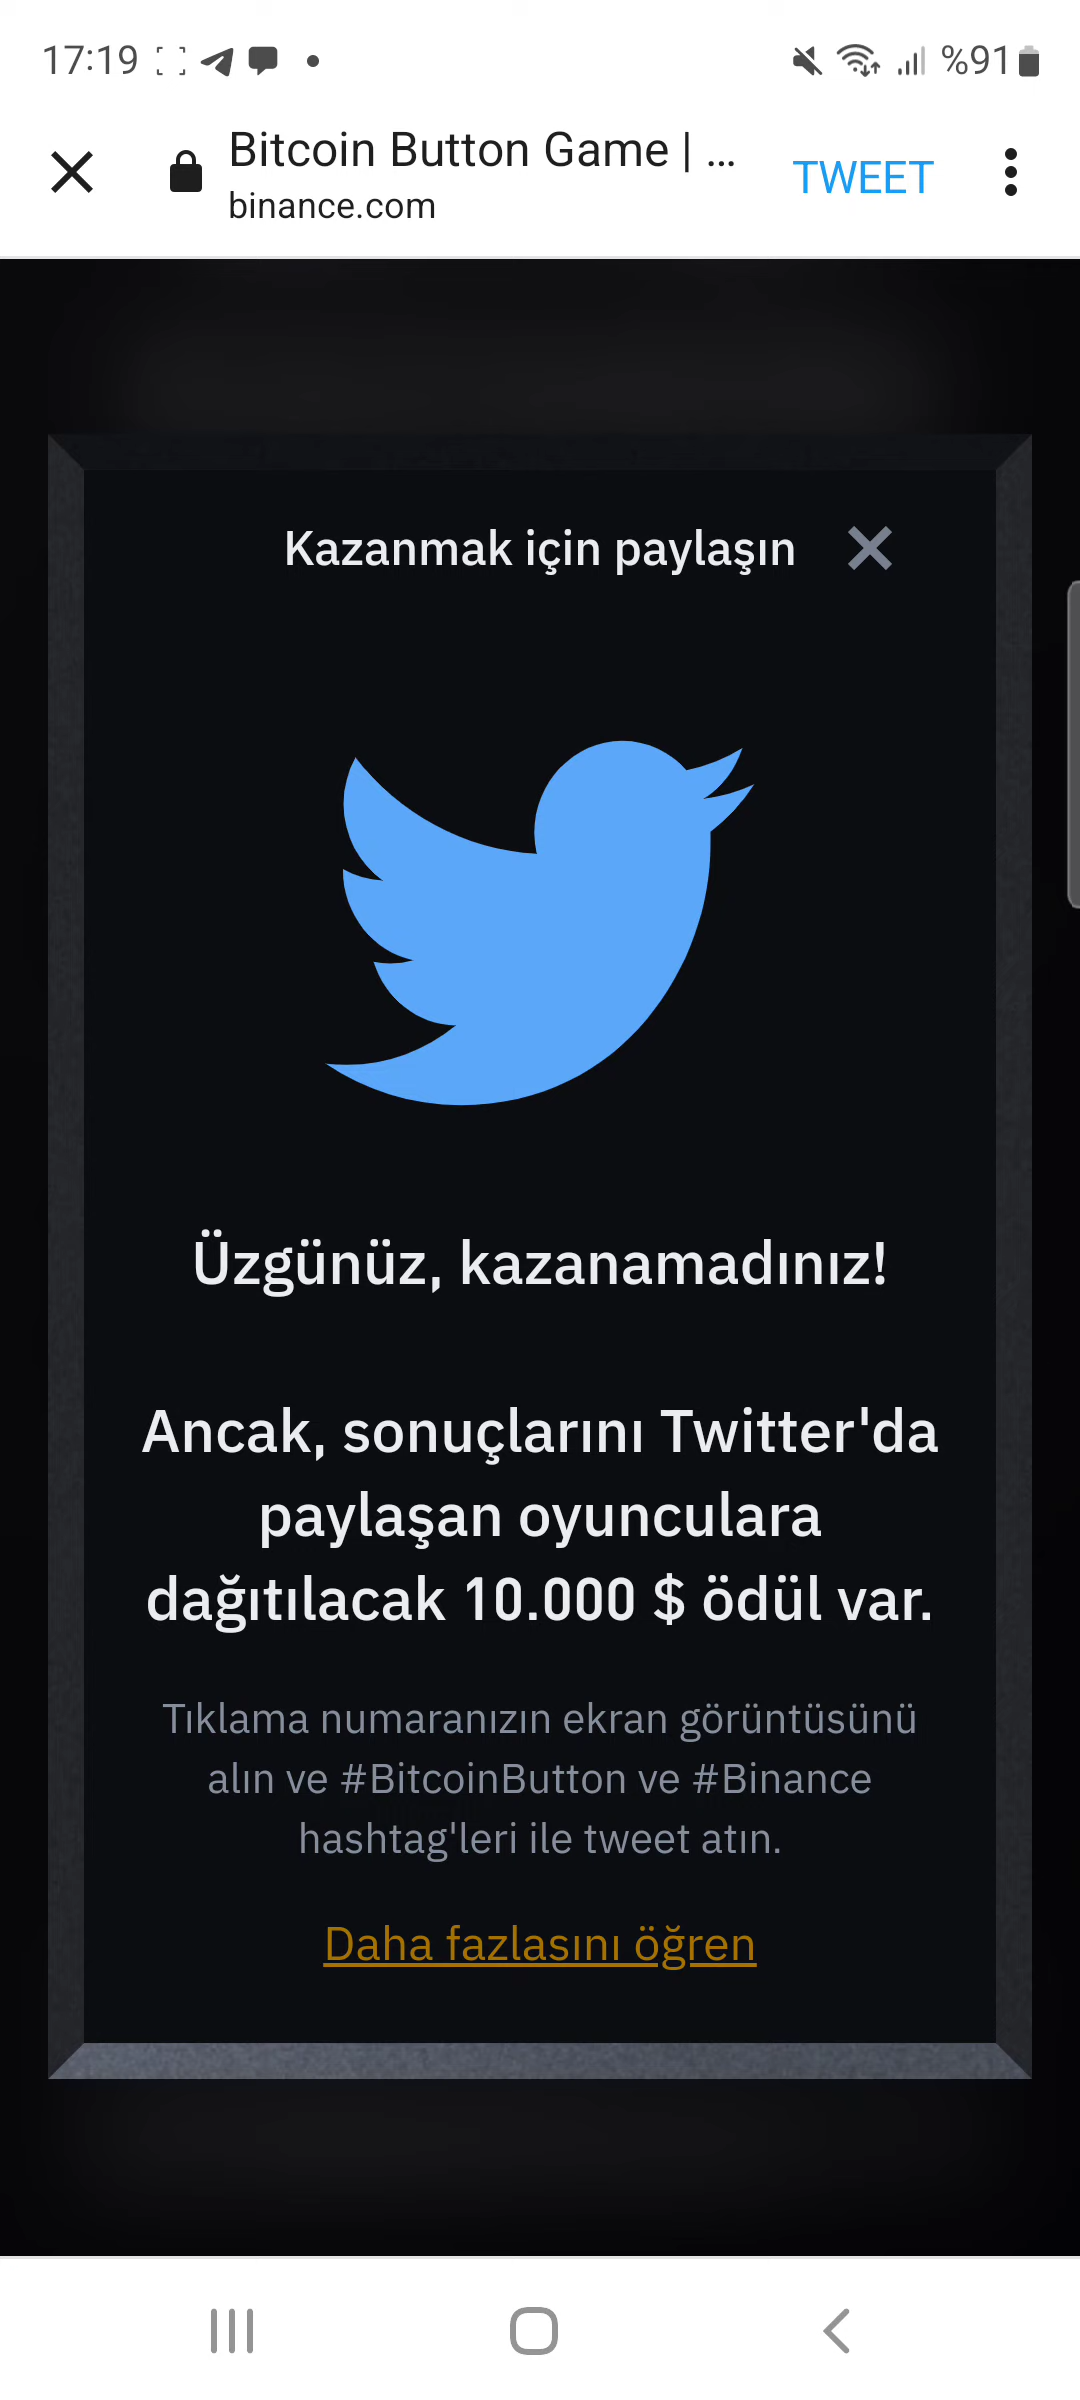 17:19
%91
Bitcoin Button Game | ...
binance.com
TWEET
Kazanmak için paylaşın
Üzgünüz, kazanamadınız!
Ancak, sonuçlarını Twitter'da
paylaşan oyunculara
dağıtılacak 10.000 $ ödül var.
Tıklama numaranızın ekran görüntüsünü
alın ve #BitcoinButton ve #Binance
hashtag'leri ile tweet atın.
Daha fazlasını öğren